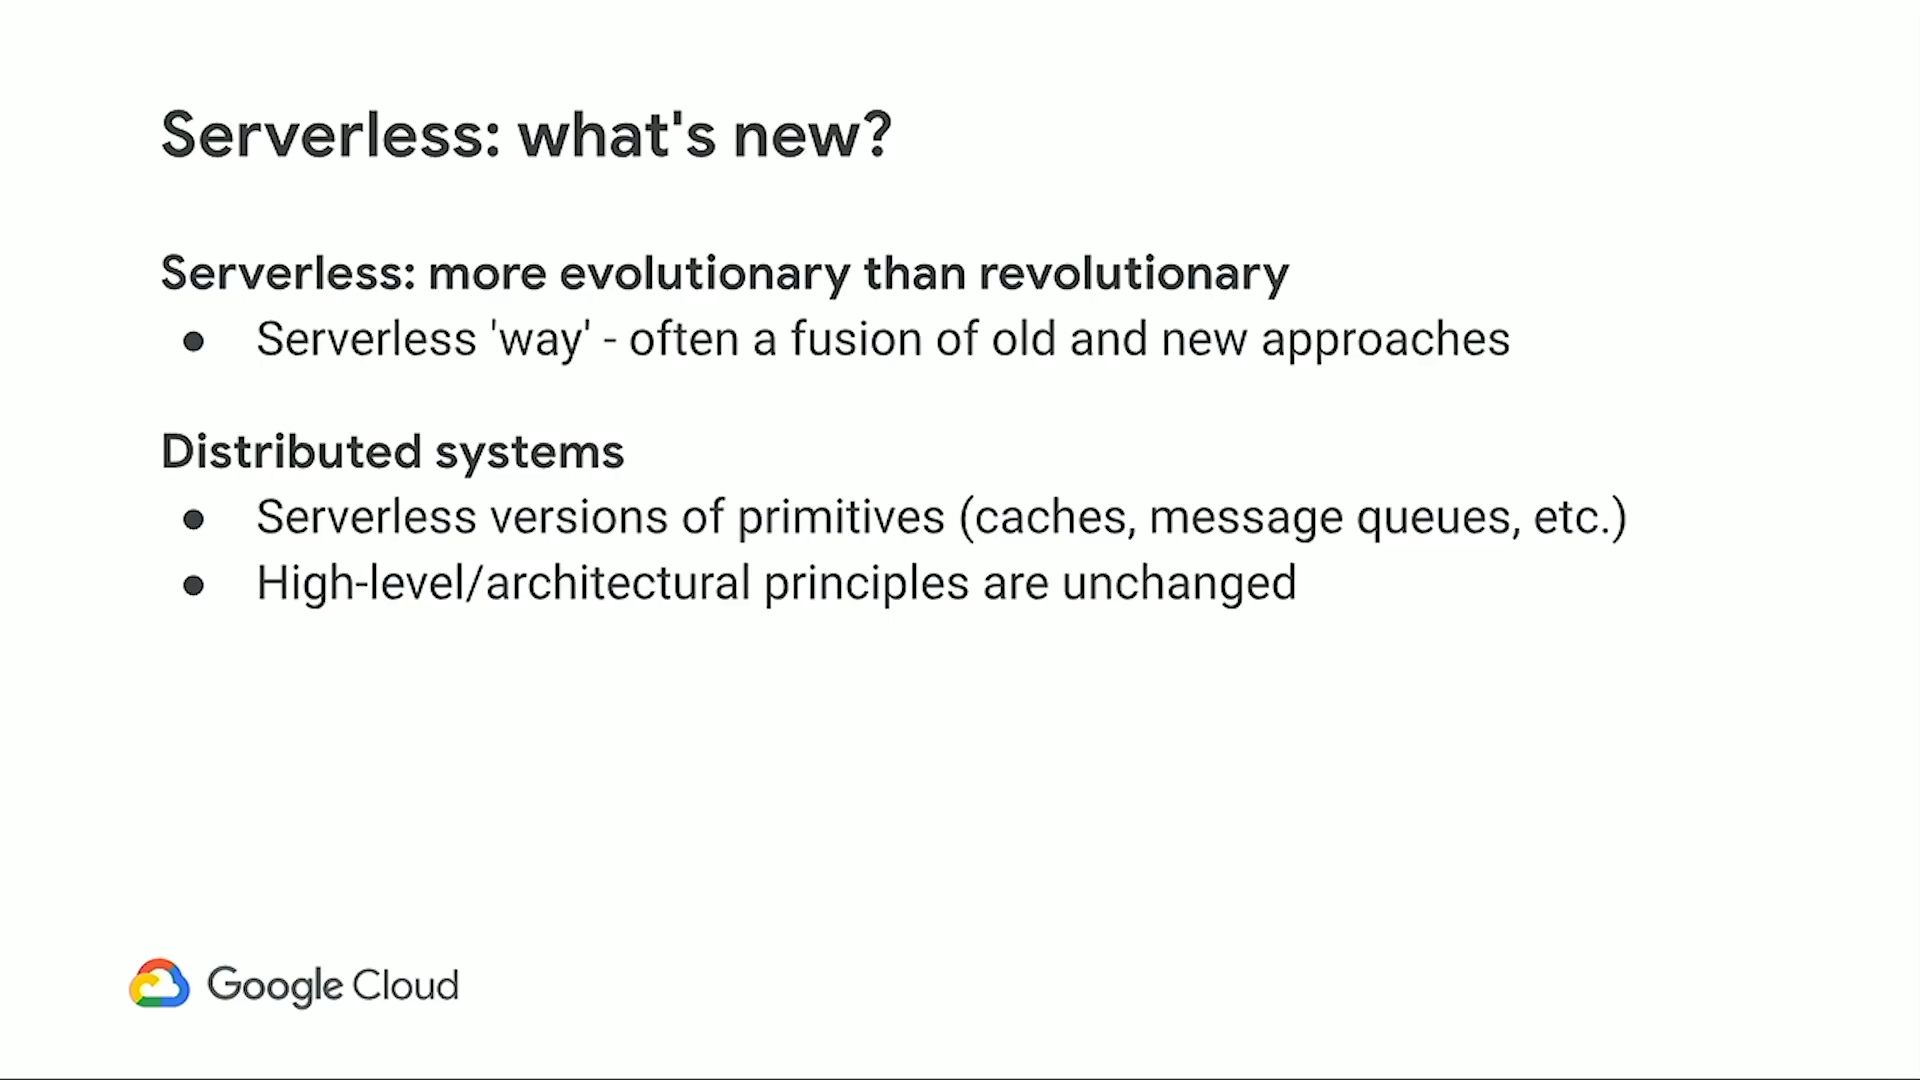 Serverless: what's new?
Serverless: more evolutionary than revolutionary
● Serverless 'way' - often a fusion of old and new approaches
Distributed systems
● Serverless versions of primitives (caches, message queues, etc.)
● High-level/architectural principles are unchanged
Google Cloud